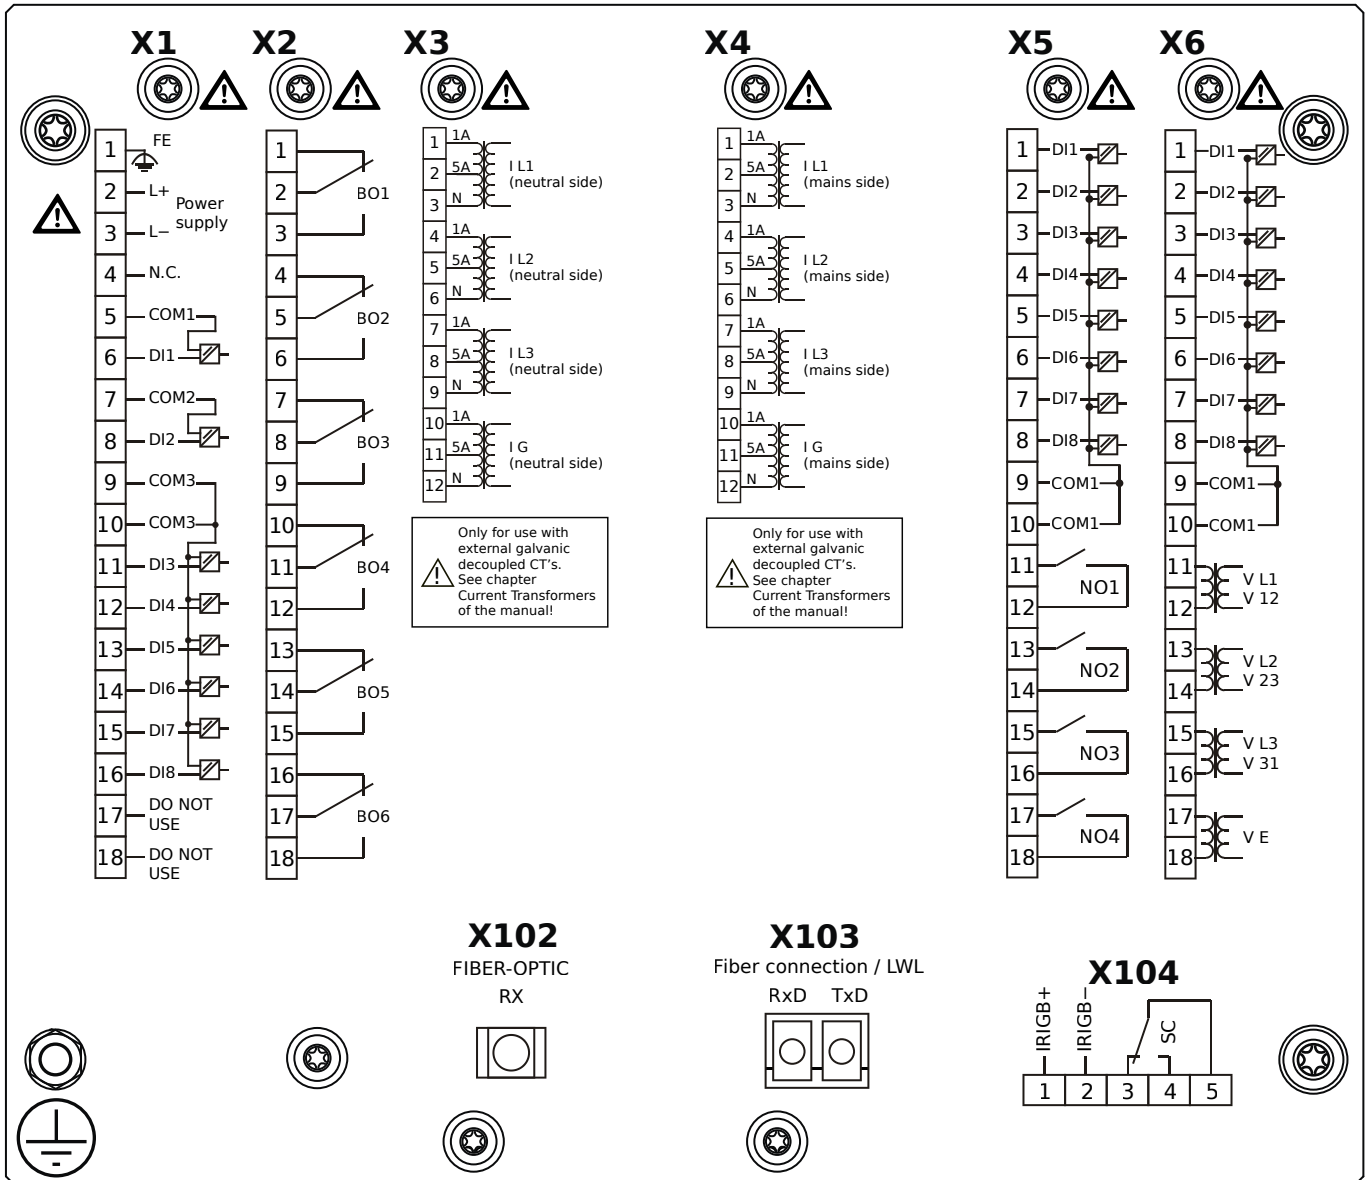 X1
1
FE
2
L+
Power
supply
3
L−
4
N.C.
5
COM1
6
DI1
7
COM2
8
DI2
9
COM3
10
COM3
11
DI3
12
DI4
13
DI5
14
DI6
15
DI7
16
DI8
17
DO NOT
USE
18
DO NOT
USE
X2
1
2
BO1
3
4
5
BO2
6
7
8
BO3
9
10
11
BO4
12
13
14
BO5
15
16
17
BO6
18
X3
1
1A
2
5A
I L1
(neutral side)
3
N
4
1A
5
5A
I L2
(neutral side)
6
N
7
1A
8
5A
I L3
(neutral side)
9
N
10
1A
11
5A
I G
(neutral side)
12
N
Only for use with
external galvanic
decoupled CT’s.
See chapter
Current Transformers
of the manual!
X4
1
1A
2
5A
I L1
(mains side)
3
N
4
1A
5
5A
I L2
(mains side)
6
N
7
1A
8
5A
I L3
(mains side)
9
N
10
1A
11
5A
I G
(mains side)
12
N
Only for use with
external galvanic
decoupled CT’s.
See chapter
Current Transformers
of the manual!
X5
1
DI1
2
DI2
3
DI3
4
DI4
5
DI5
6
DI6
7
DI7
8
DI8
9
COM1
10
COM1
11
NO1
12
13
NO2
14
15
NO3
16
17
NO4
18
X6
1
DI1
2
DI2
3
DI3
4
DI4
5
DI5
6
DI6
7
DI7
8
DI8
9
COM1
10
COM1
11
V L1
V 12
12
13
V L2
V 23
14
15
V L3
V 31
16
17
V E
18
X102
FIBER-OPTIC
RX
X103
Fiber connection / LWL
RxD TxD
X104
IRIGB+
IRIGB−
SC
1 2 3 4 5